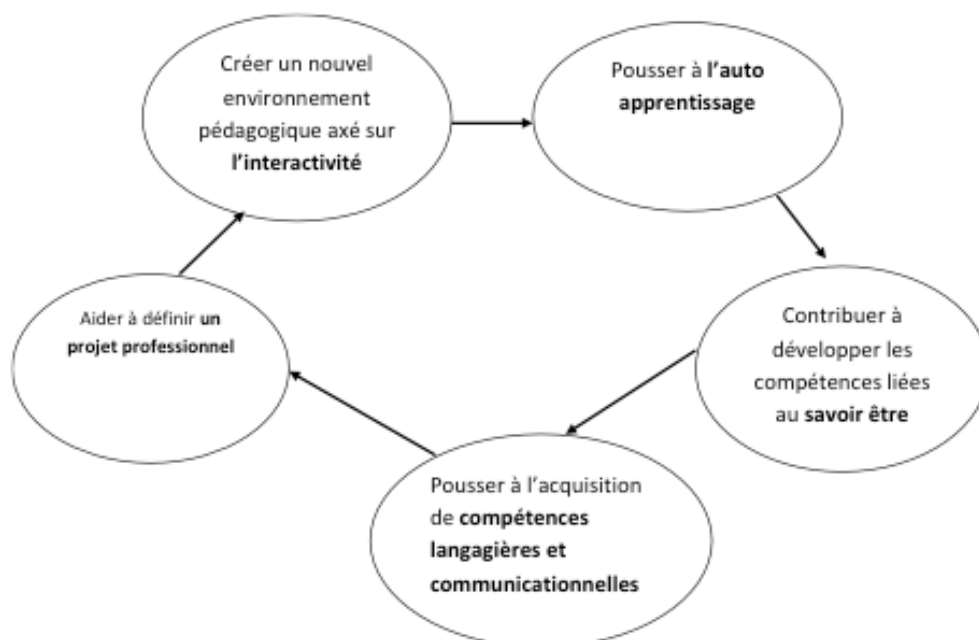 Créer un nouvel
environnement
pédagogique axé sur
l'interactivité
Pousser à l'auto
apprentissage
Contribuer à
développer les
compétences liées
au savoir être
Pousser à l'acquisition
de compétences
langagières et
communicationnelles
Aider à définir un
projet professionnel